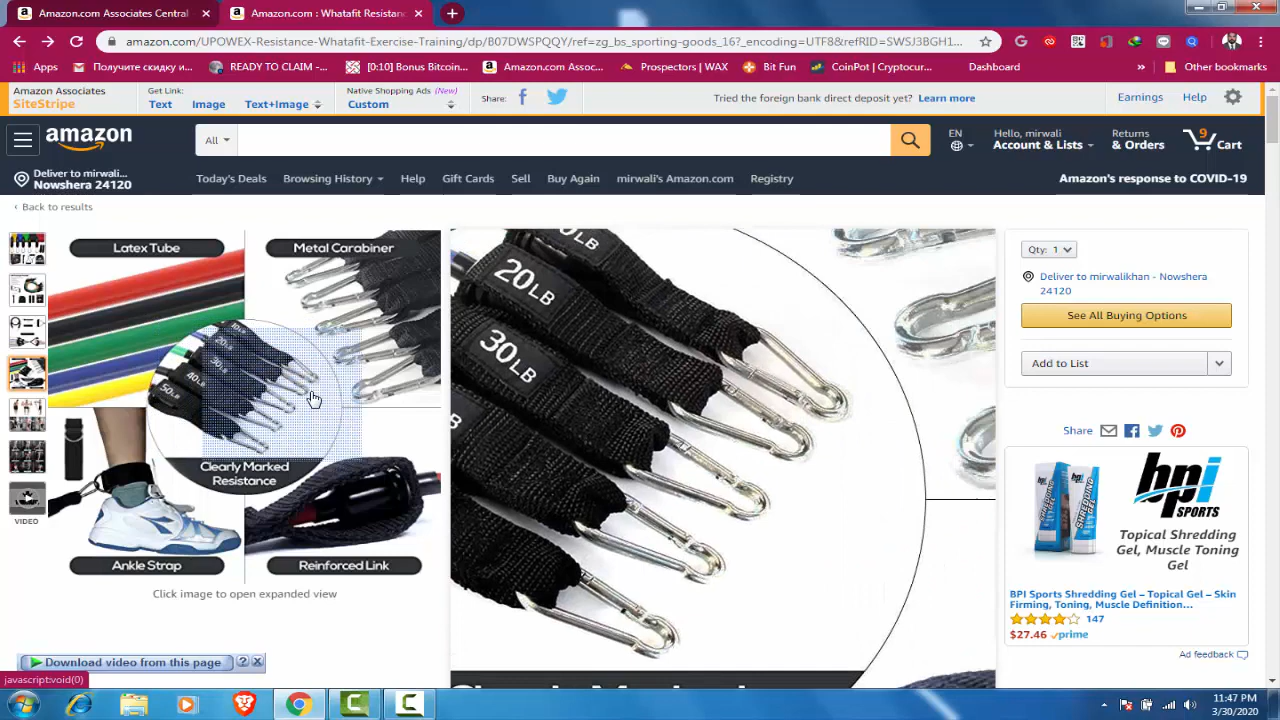 Amazon.com Associates Central
Amazon.com : Whatafit Resistanc
amazon.com/UPOWEX-Resistance-Whatafit-Exercise-Training/dp/B07DWSPQQY/ref=zg_bs_sporting-goods_16?_encoding=UTF8&refRID=SWSJ3BGH1...
Apps
Получите скидку и...
READY TO CLAIM -...
[0:10] Bonus Bitcoin...
Amazon.com Assoc...
Prospectors | WAX
Bit Fun
CoinPot | Cryptocur...
Dashboard
»
Other bookmarks
Amazon Associates
SiteStripe
Get Link:
Text
Image
Text+Image
Native Shopping Ads (New)
Custom
Share:
Tried the foreign bank direct deposit yet? Learn more
Earnings
Help
amazon
All
EN
Hello, mirwali
Account & Lists
Returns
& Orders
9
Cart
Deliver to mirwali...
Nowshera 24120
Today's Deals
Browsing History
Help
Gift Cards
Sell
Buy Again
mirwali's Amazon.com
Registry
Amazon's response to COVID-19
‹ Back to results
Latex Tube
Metal Carabiner
20LB
30LB
40LB
50LB
Clearly Marked
Resistance
Ankle Strap
Reinforced Link
Click image to open expanded view
VIDEO
20LB
30LB
Qty: 1
Deliver to mirwalikhan - Nowshera
24120
See All Buying Options
Add to List
Share
hpi
SPORTS
Topical Shredding
Gel, Muscle Toning
Gel
BPI Sports Shredding Gel – Topical Gel – Skin
Firming, Toning, Muscle Definition...
147
$27.46 prime
Ad feedback
Download video from this page
?
javascript:void(0)
11:47 PM
3/30/2020